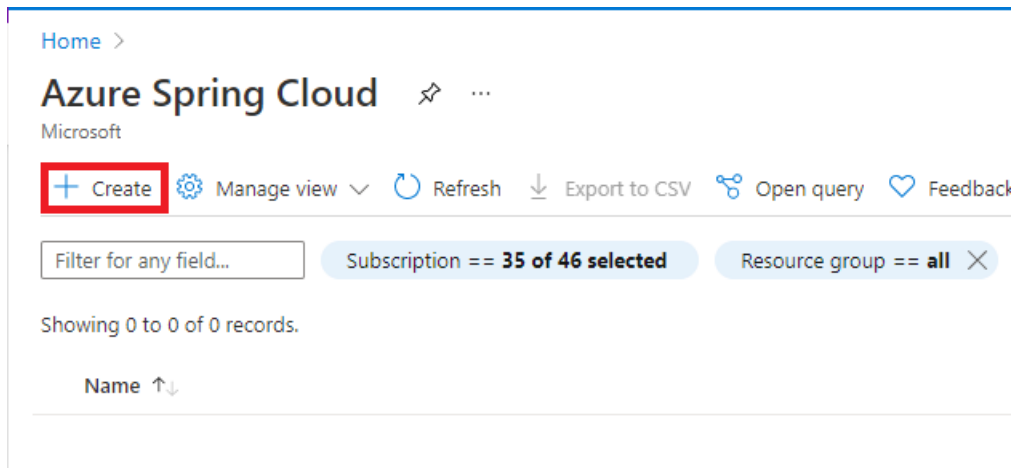 Home >
Azure Spring Cloud ...
Microsoft
+ Create Manage view Refresh Export to CSV Open query Feedback
Filter for any field... Subscription == 35 of 46 selected Resource group == all ×
Showing 0 to 0 of 0 records.
Name ↑↓